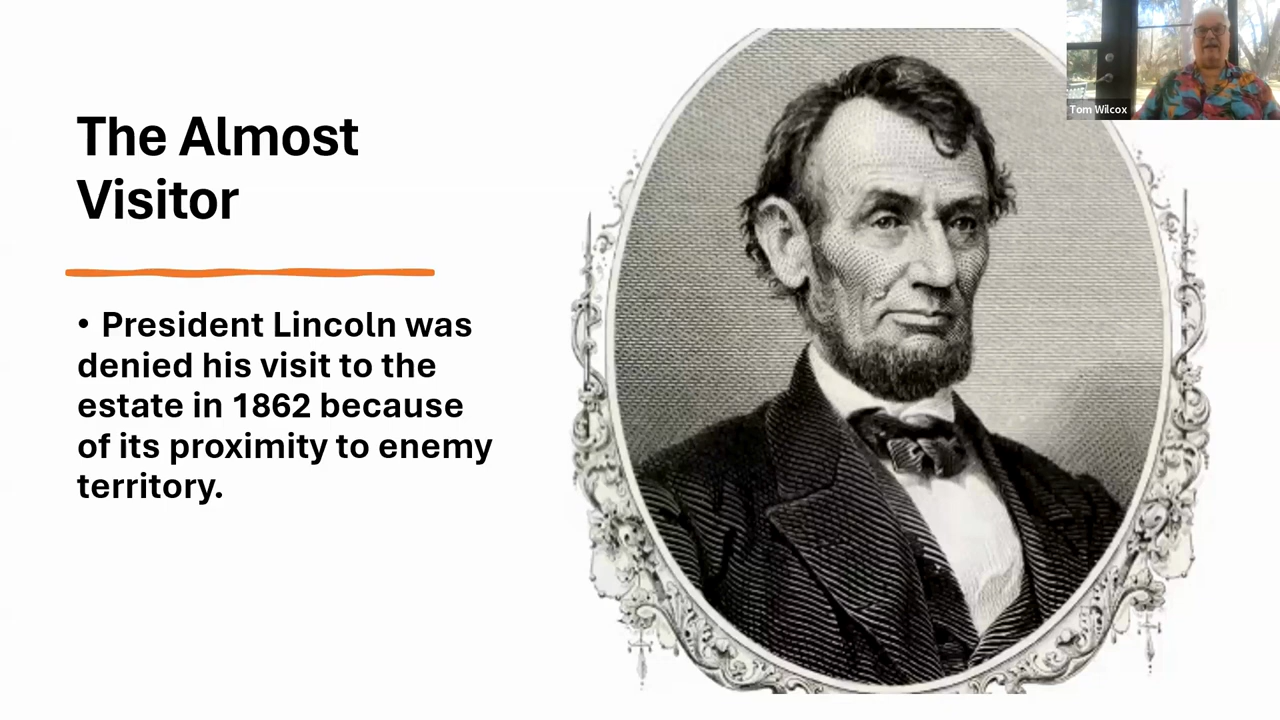 The Almost
Visitor
• President Lincoln was
denied his visit to the
estate in 1862 because
of its proximity to enemy
territory.
Tom Wilcox